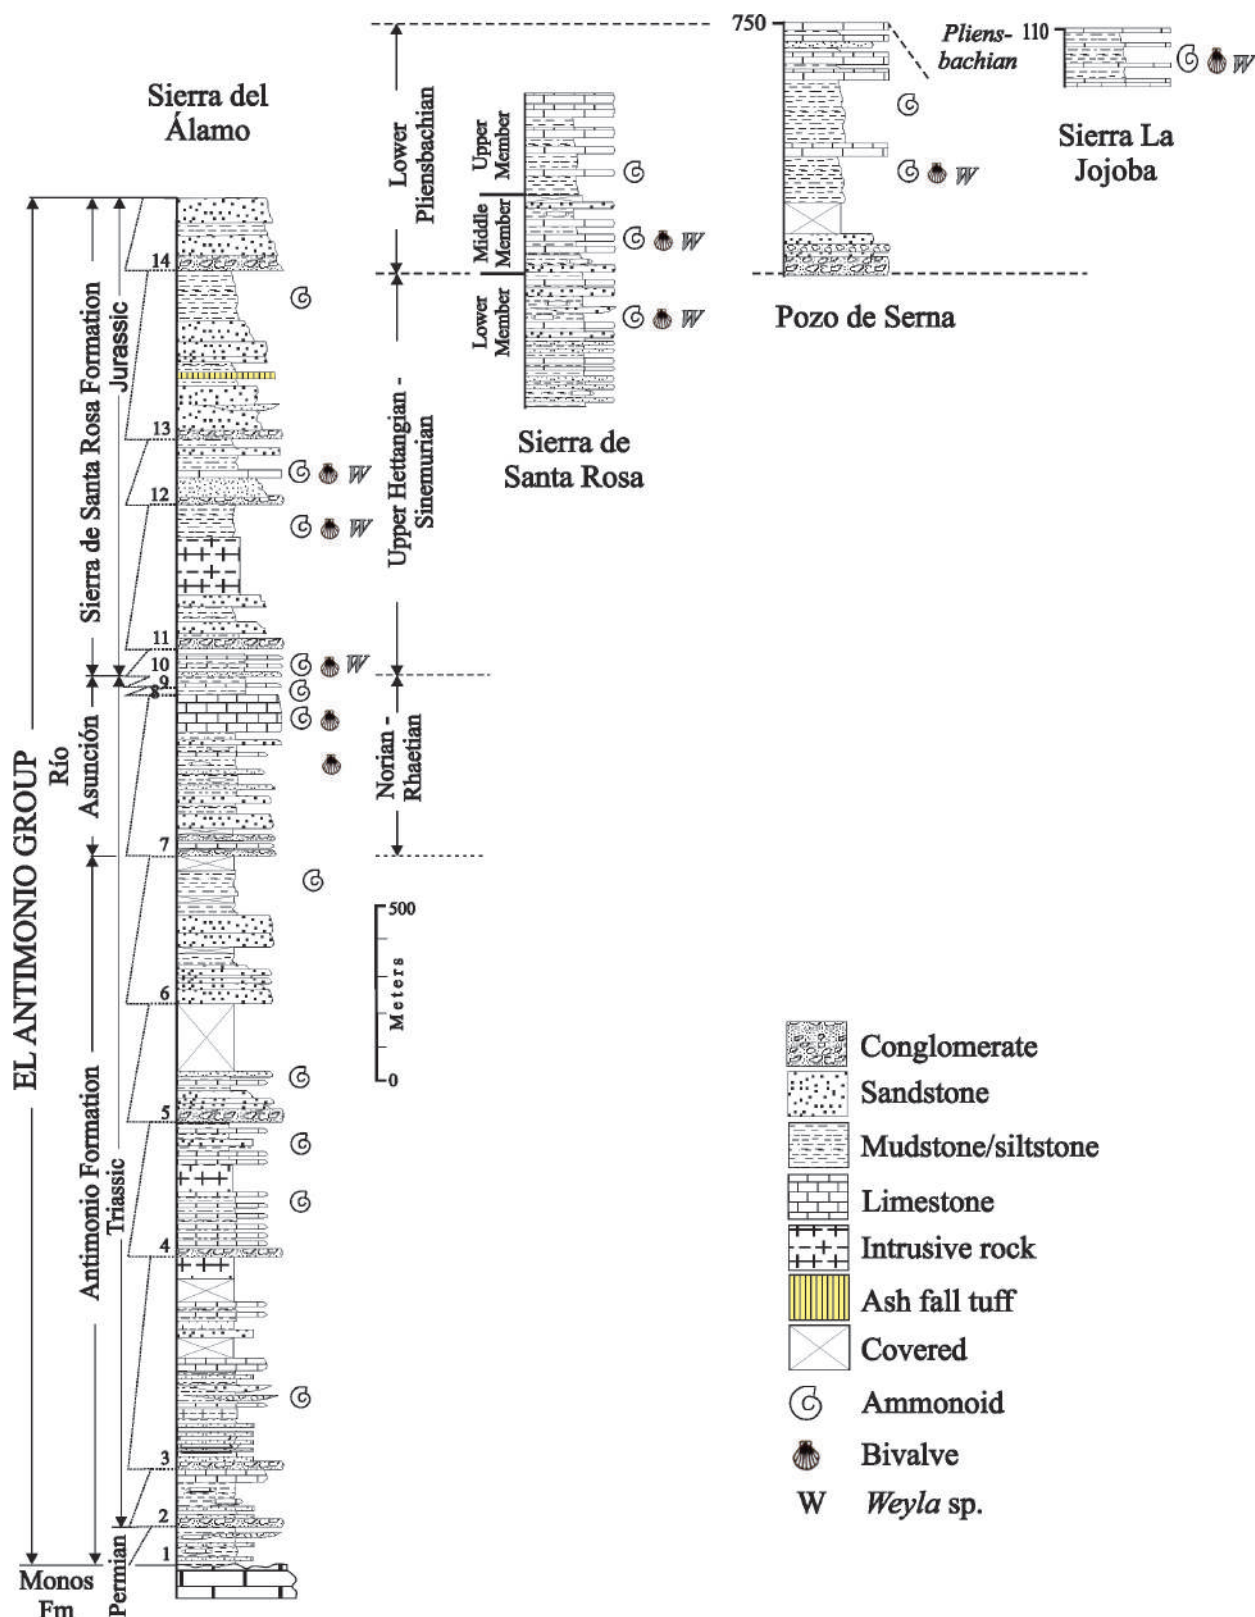 750
Pliens-
bachian
110
W
Sierra La
Jojoba
Sierra del
Álamo
Lower
Pliensbachian
Upper
Member
Middle
Member
Lower
Member
W
W
W
Pozo de Serna
Sierra de
Santa Rosa
EL ANTIMONIO GROUP
Sierra de Santa Rosa Formation
Río
Asunción
Antimonio Formation
Jurassic
Triassic
Permian
Monos
Fm
14
13
12
11
10
9
8
7
6
5
4
3
2
1
W
W
W
Upper Hettangian -
Sinemurian
Norian -
Rhaetian
500
Meters
0
Conglomerate
Sandstone
Mudstone/siltstone
Limestone
Intrusive rock
Ash fall tuff
Covered
Ammonoid
Bivalve
W Weyla sp.